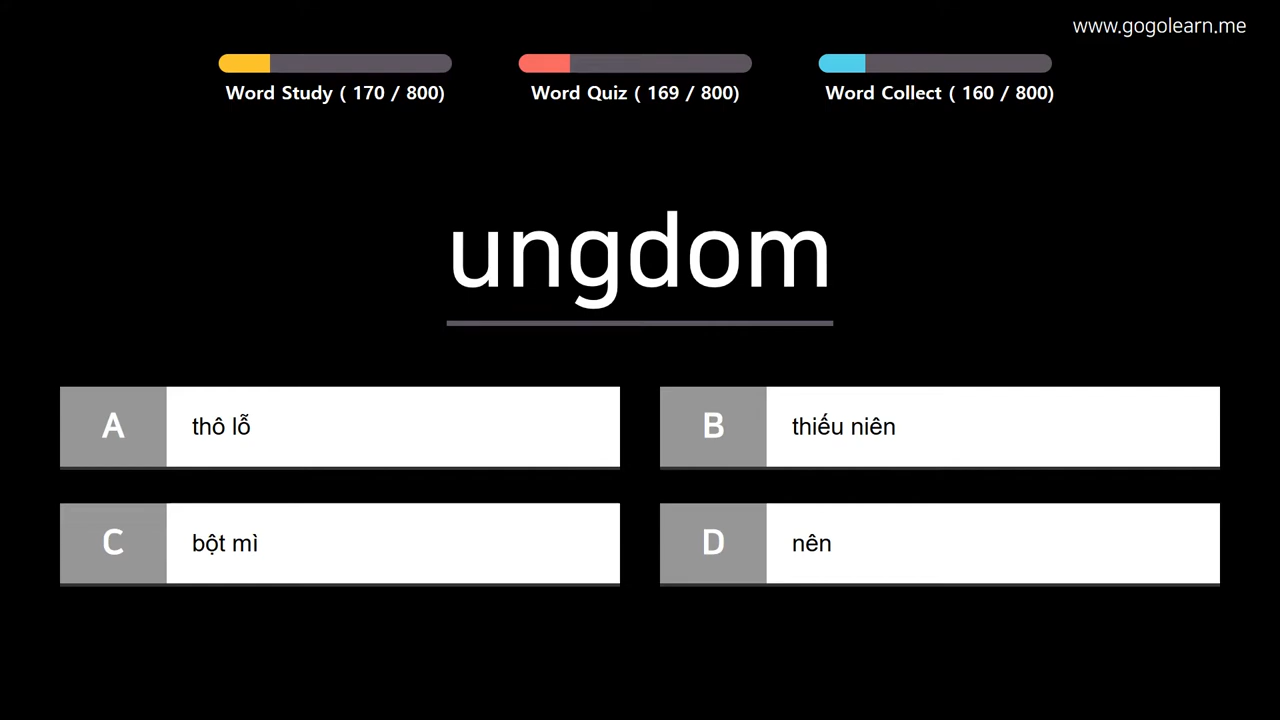 www.gogolearn.me
Word Study ( 170 / 800)
Word Quiz ( 169 / 800)
Word Collect ( 160 / 800)
ungdom
A thô lỗ
B thiếu niên
C bột mì
D nên